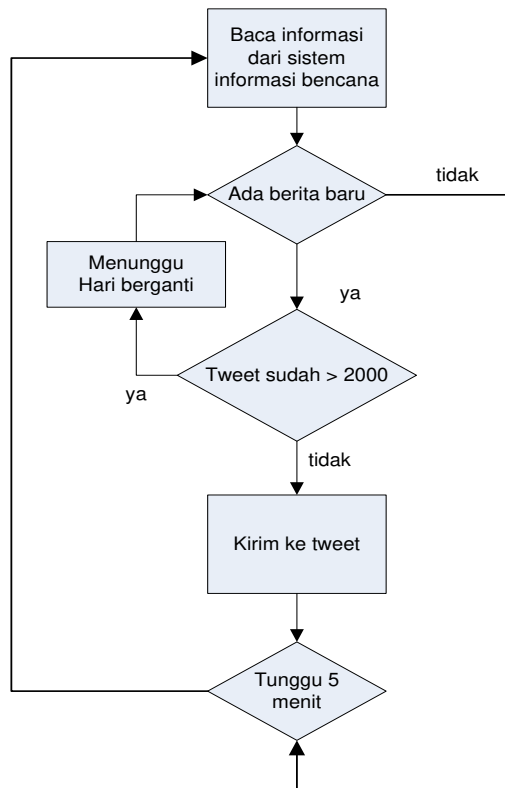 Baca informasi
dari sistem
informasi bencana
Ada berita baru
tidak
Menunggu
Hari berganti
ya
Tweet sudah > 2000
ya
tidak
Kirim ke tweet
Tunggu 5
menit